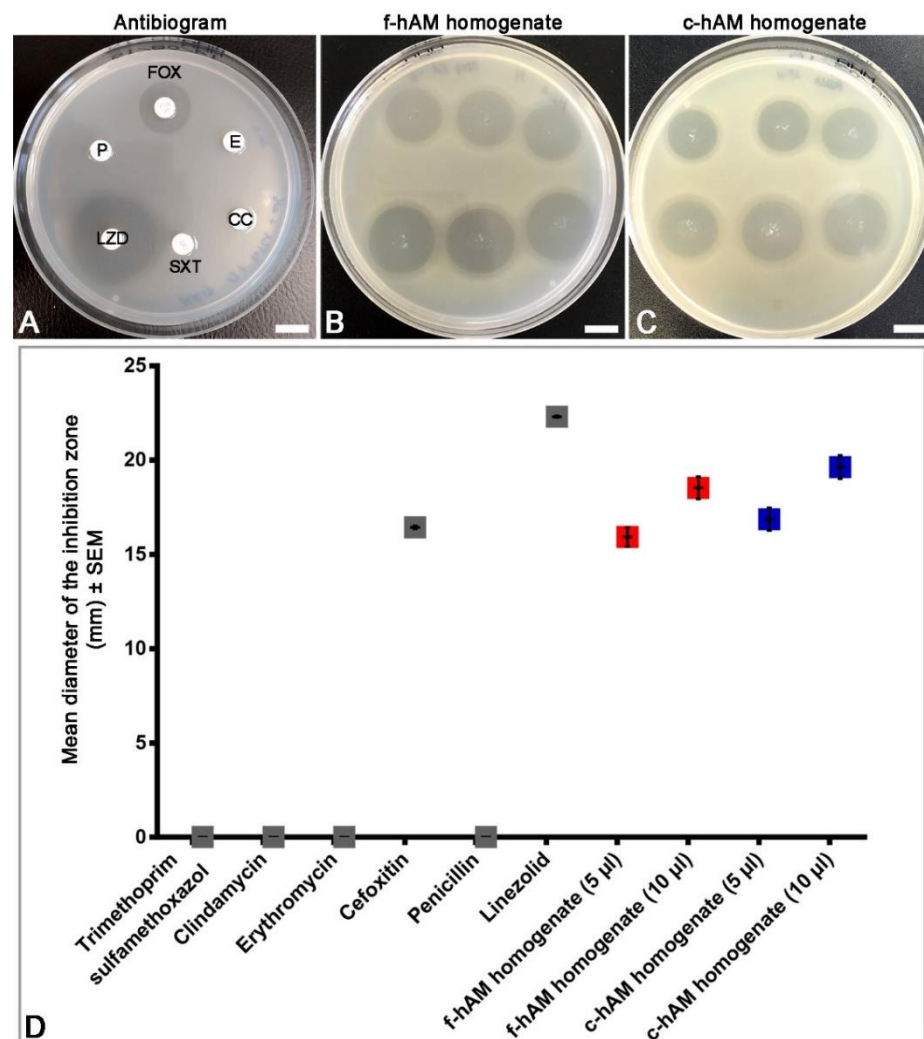 Antibiogram
f-hAM homogenate
c-hAM homogenate
FOX
P
E
LZD
CC
SXT
A
B
C
25
20
15
10
5
0
Mean diameter of the inhibition zone
(mm) ± SEM
Trimethoprim
sulfamethoxazol
Clindamycin
Erythromycin
Cefoxitin
Penicillin
Linezolid
f-hAM homogenate (5 µl)
f-hAM homogenate (10 µl)
c-hAM homogenate (5 µl)
c-hAM homogenate (10 µl)
D